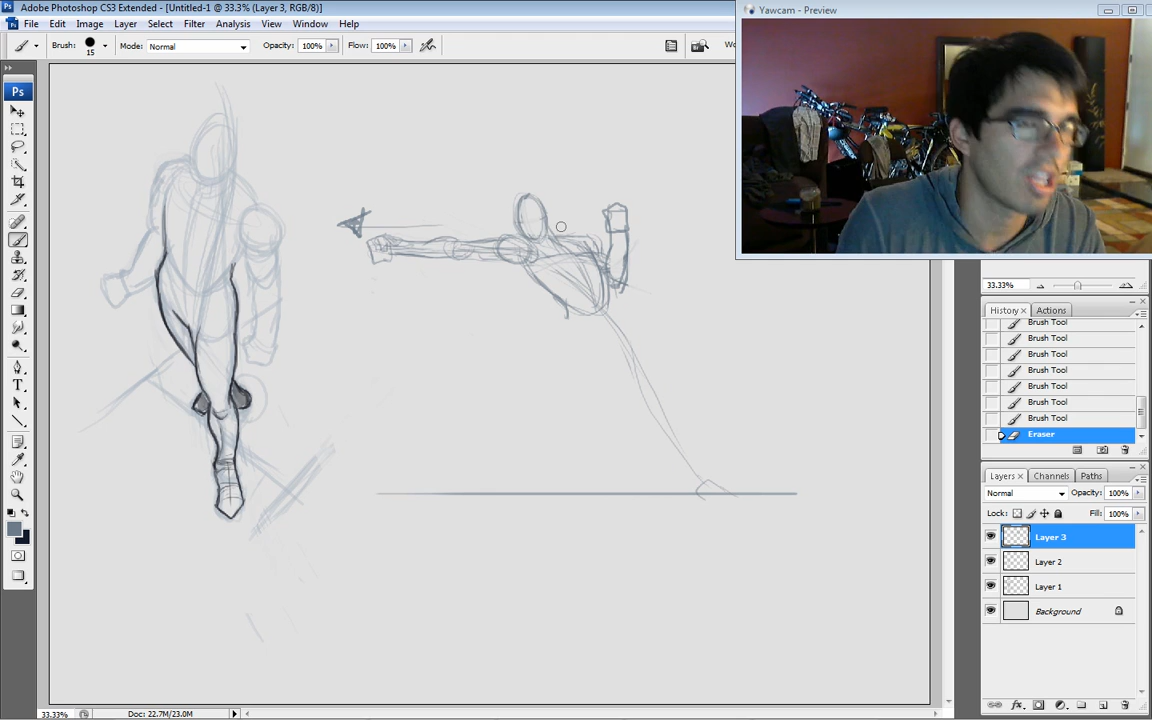 Adobe Photoshop CS3 Extended - [Untitled-1 @ 33.3% (Layer 3, RGB/8)]
Yawcam - Preview
File Edit Image Layer Select Filter Analysis View Window Help
Brush: 15 Mode: Normal Opacity: 100% Flow: 100%
Ps
33.33%
History Actions
Brush Tool
Brush Tool
Brush Tool
Brush Tool
Brush Tool
Brush Tool
Brush Tool
Eraser
Layers Channels Paths
Normal Opacity: 100%
Lock: Fill: 100%
Layer 3
Layer 2
Layer 1
Background
fx
33.33% Doc: 22.7M/23.0M